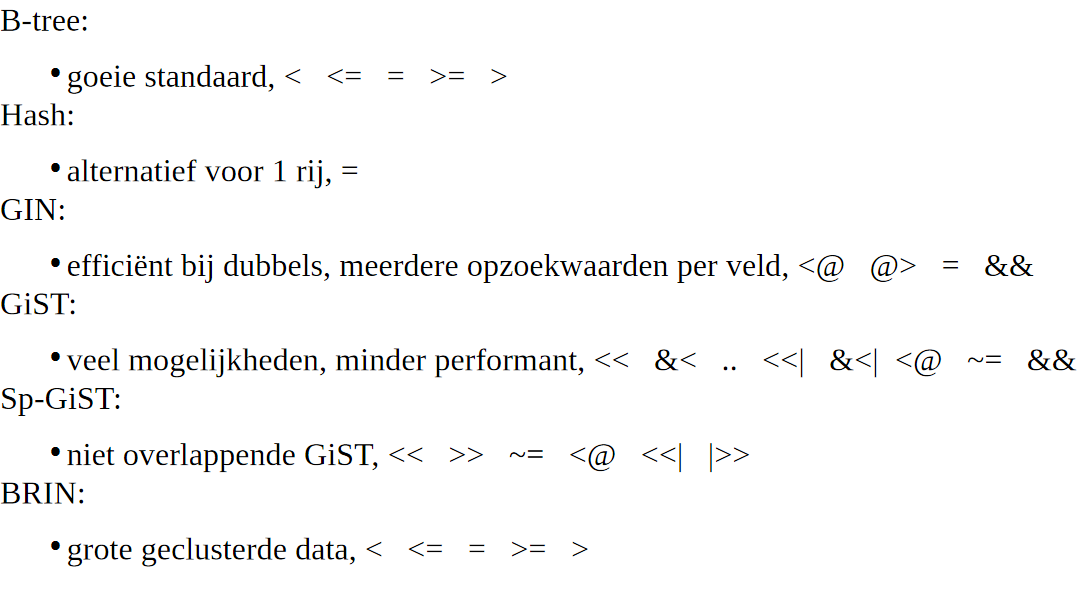 B-tree:
• goeie standaard, < <= = >= >
Hash:
• alternatief voor 1 rij, =
GIN:
• efficiënt bij dubbels, meerdere opzoekwaarden per veld, <@ @> = &&
GiST:
• veel mogelijkheden, minder performant, << &< .. <<| &<| <@ ~= &&
Sp-GiST:
• niet overlappende GiST, << >> ~= <@ <<| |>>
BRIN:
• grote geclusterde data, < <= = >= >